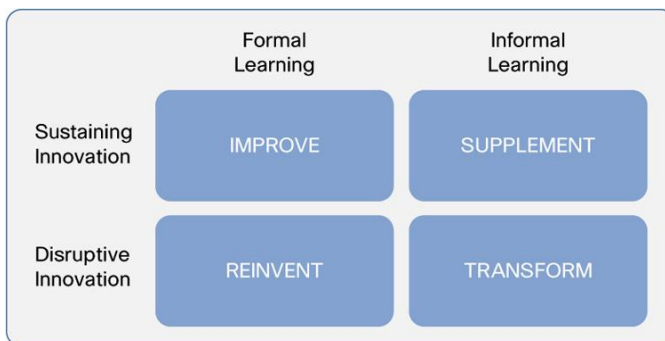 Formal
Learning
Informal
Learning
Sustaining
Innovation
IMPROVE
SUPPLEMENT
Disruptive
Innovation
REINVENT
TRANSFORM